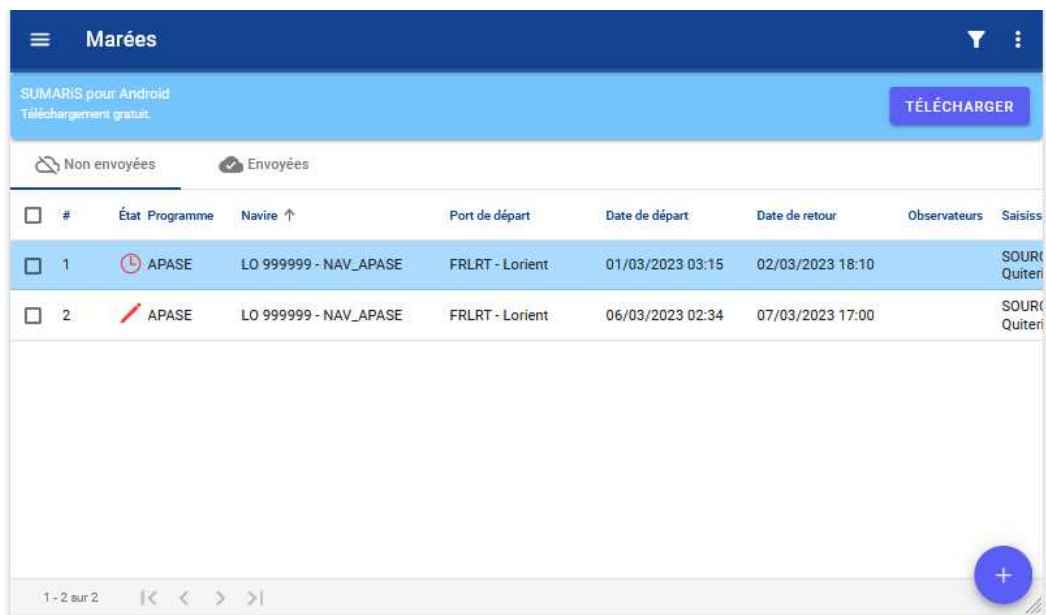 Marées
SUMARiS pour Android
Téléchargement gratuit.
TÉLÉCHARGER
Non envoyées Envoyées
# État Programme Navire ↑ Port de départ Date de départ Date de retour Observateurs Saisiss
1 APASE LO 999999 - NAV_APASE FRLRT - Lorient 01/03/2023 03:15 02/03/2023 18:10 SOUR
Quiteri
2 APASE LO 999999 - NAV_APASE FRLRT - Lorient 06/03/2023 02:34 07/03/2023 17:00 SOUR
Quiteri
1 - 2 sur 2